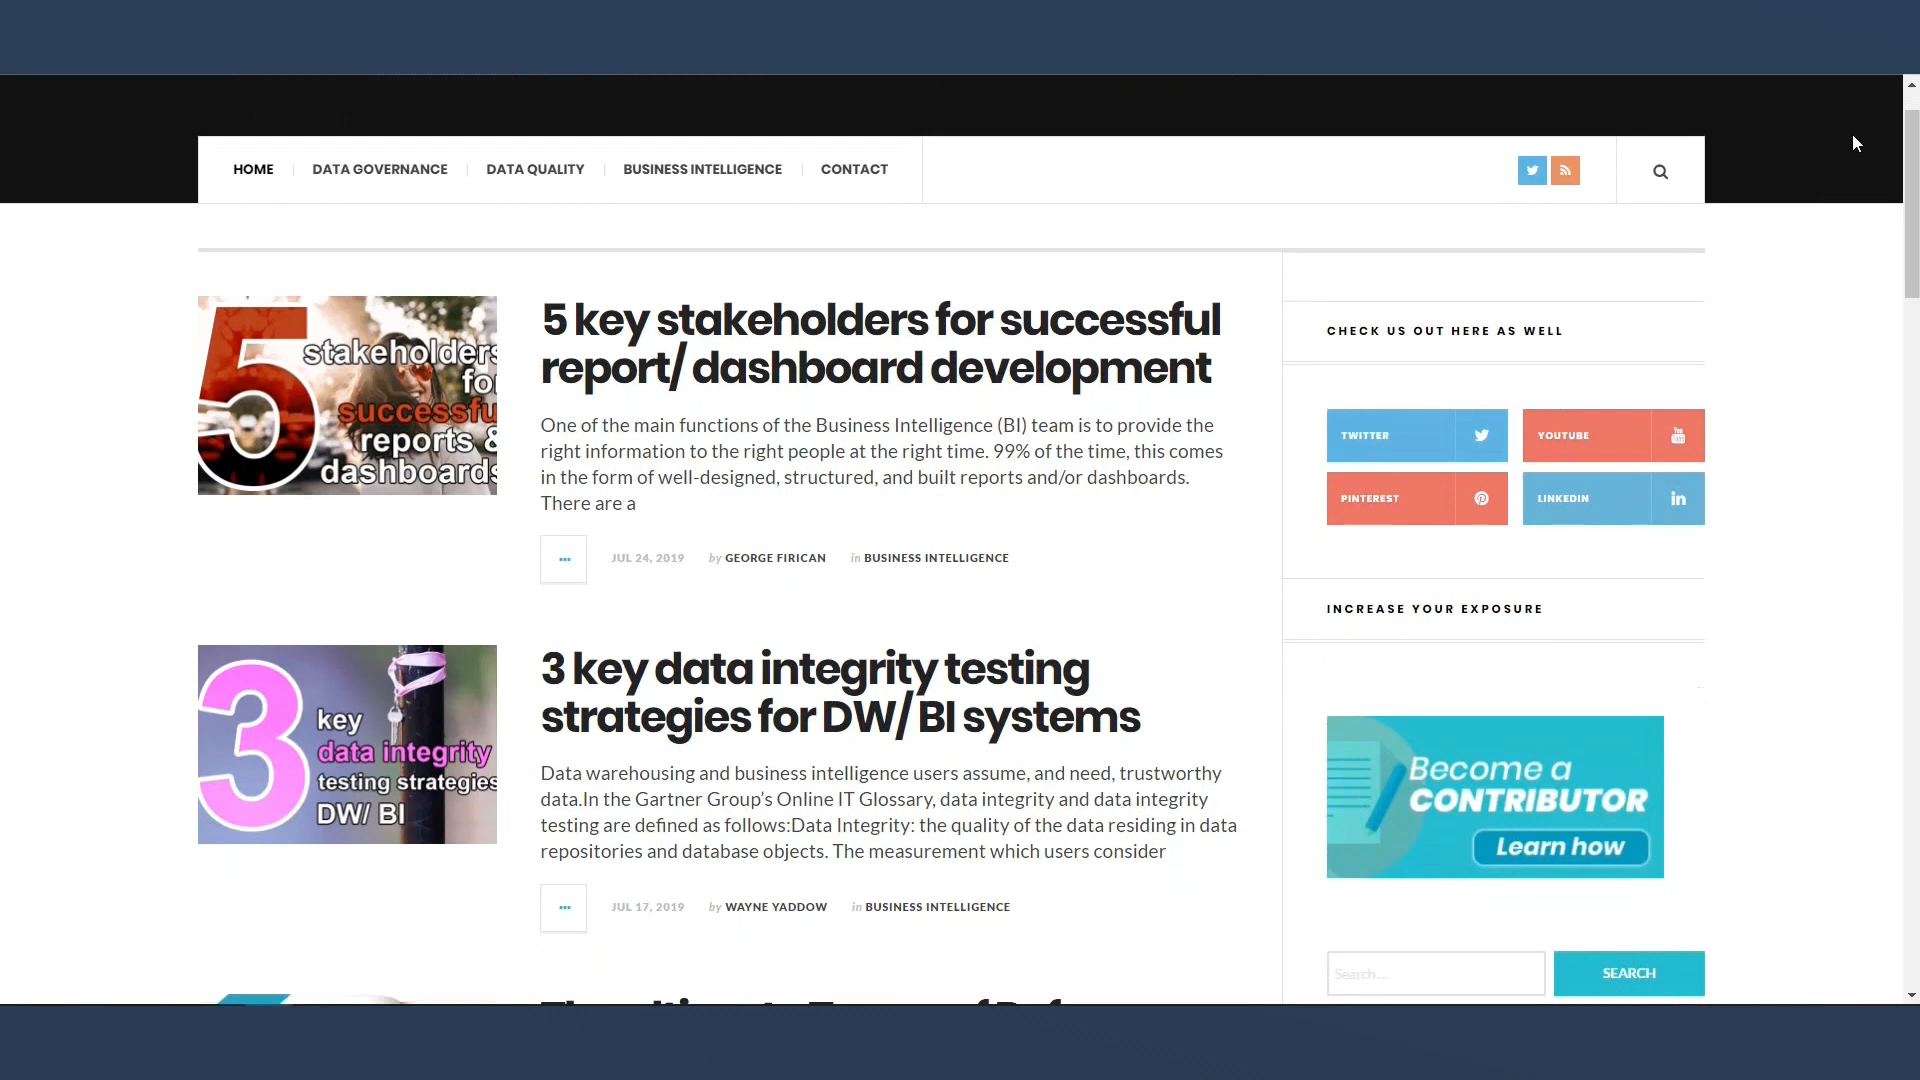 HOME
DATA GOVERNANCE
DATA QUALITY
BUSINESS INTELLIGENCE
CONTACT
5
stakeholders
for
successfu
reports &
dashboards
5 key stakeholders for successful
report/ dashboard development
One of the main functions of the Business Intelligence (BI) team is to provide the
right information to the right people at the right time. 99% of the time, this comes
in the form of well-designed, structured, and built reports and/or dashboards.
There are a
... JUL 24, 2019 by GEORGE FIRICAN in BUSINESS INTELLIGENCE
3
key
data integrity
testing strategies
DW/ BI
3 key data integrity testing
strategies for DW/ BI systems
Data warehousing and business intelligence users assume, and need, trustworthy
data.In the Gartner Group’s Online IT Glossary, data integrity and data integrity
testing are defined as follows:Data Integrity: the quality of the data residing in data
repositories and database objects. The measurement which users consider
... JUL 17, 2019 by WAYNE YADDOW in BUSINESS INTELLIGENCE
CHECK US OUT HERE AS WELL
TWITTER
YOUTUBE
PINTEREST
LINKEDIN
INCREASE YOUR EXPOSURE
Become a
CONTRIBUTOR
Learn how
Search ...
SEARCH